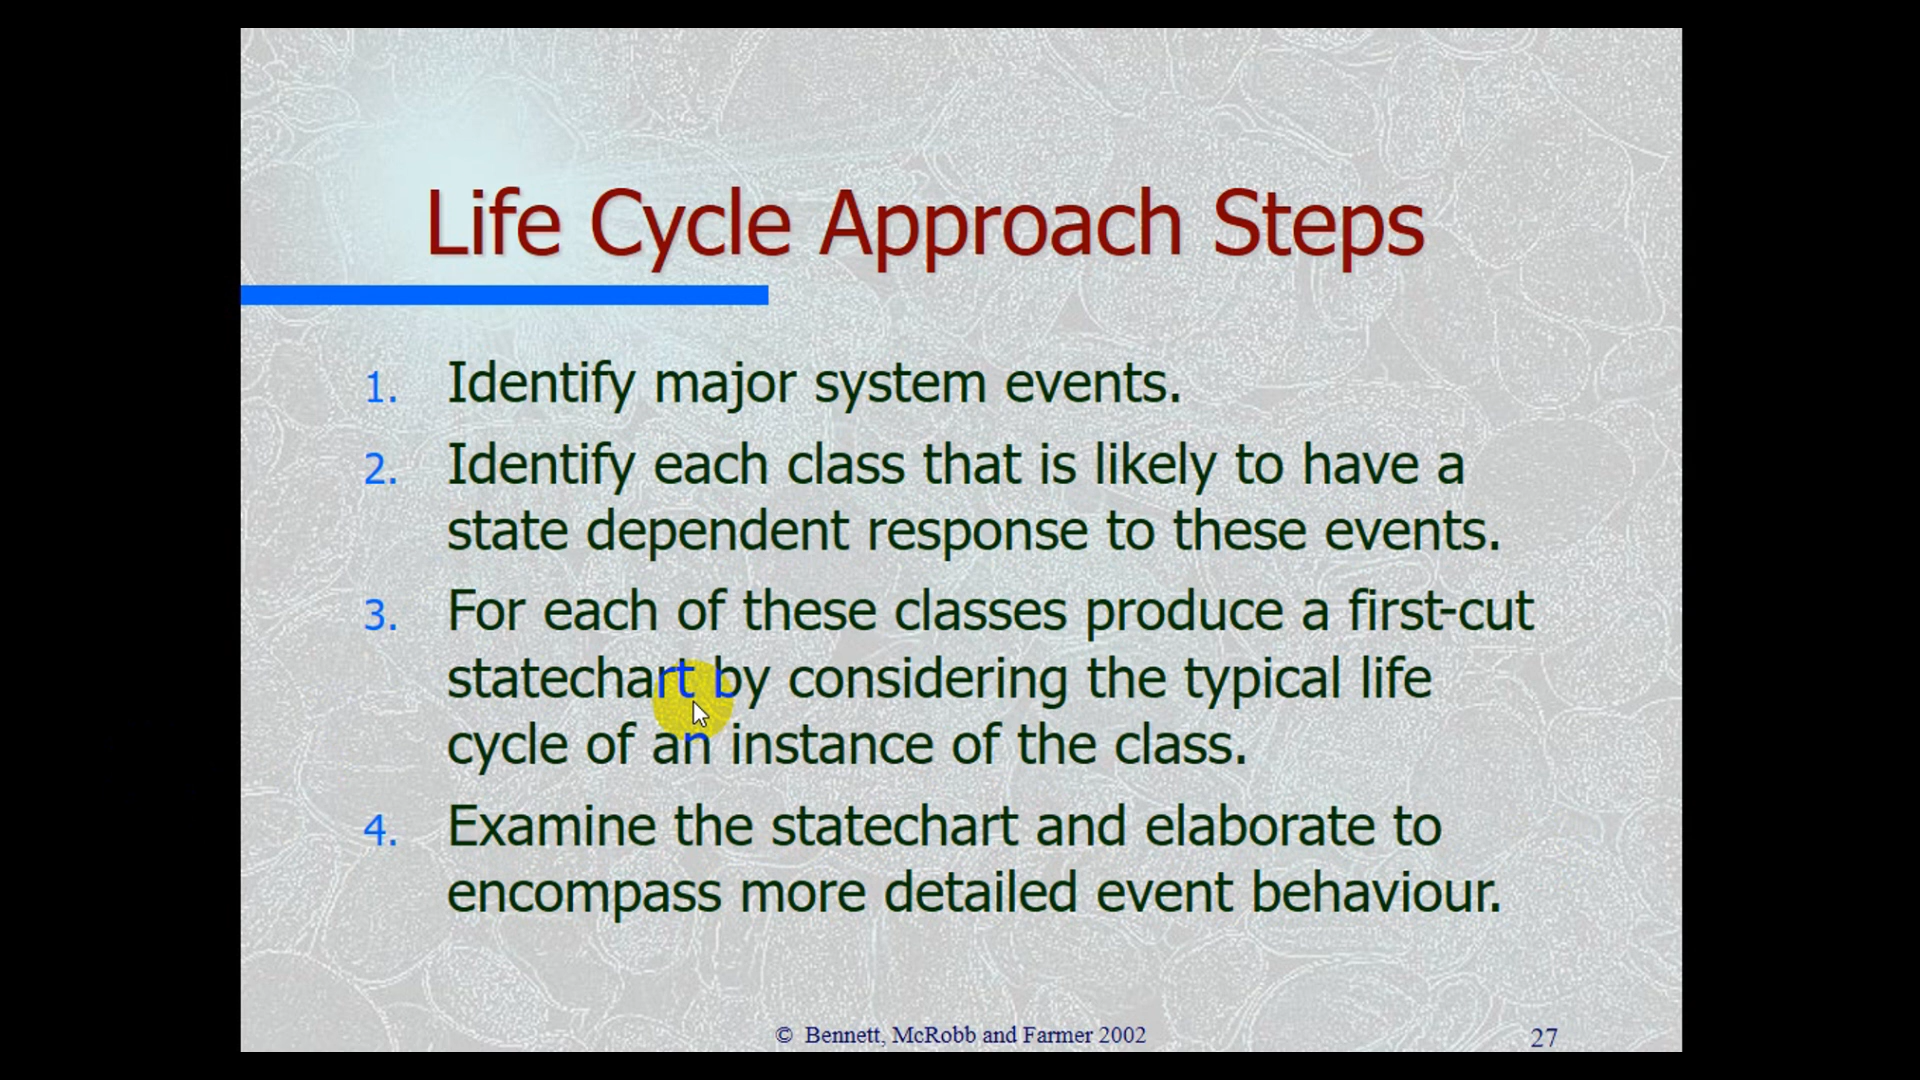 Life Cycle Approach Steps
1. Identify major system events.
2. Identify each class that is likely to have a
state dependent response to these events.
3. For each of these classes produce a first-cut
statechart by considering the typical life
cycle of an instance of the class.
4. Examine the statechart and elaborate to
encompass more detailed event behaviour.
© Bennett, McRobb and Farmer 2002
27